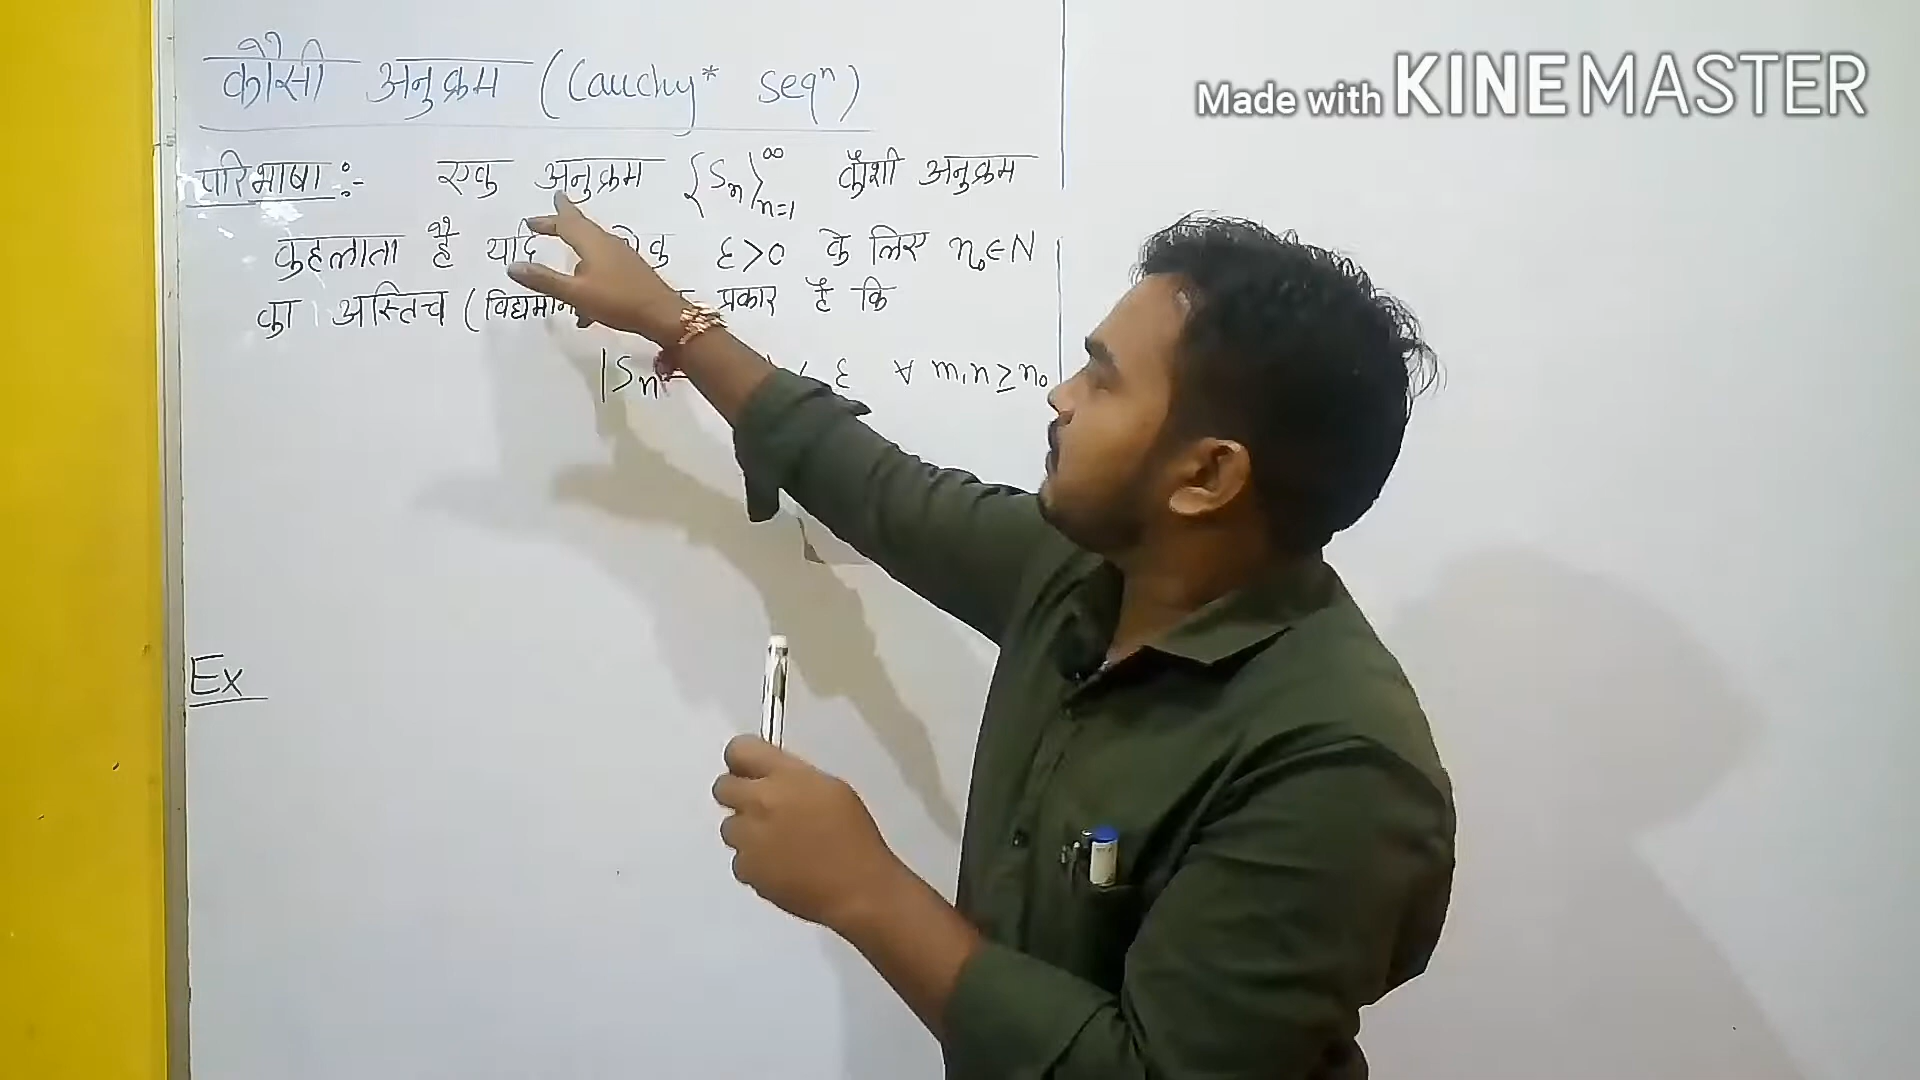 कौसी अनुक्रम (Cauchy* seqⁿ)
Made with KINEMASTER
परिभाषा :- एक अनुक्रम {Sₙ}∞n=1 कौशी अनुक्रम
कहलाता है यदि ε>0 के लिए n₀∈N
का अस्तित्व (विद्यमान प्रकार है कि
|Sₙ - | < ε ∀ m,n ≥ n₀
Ex